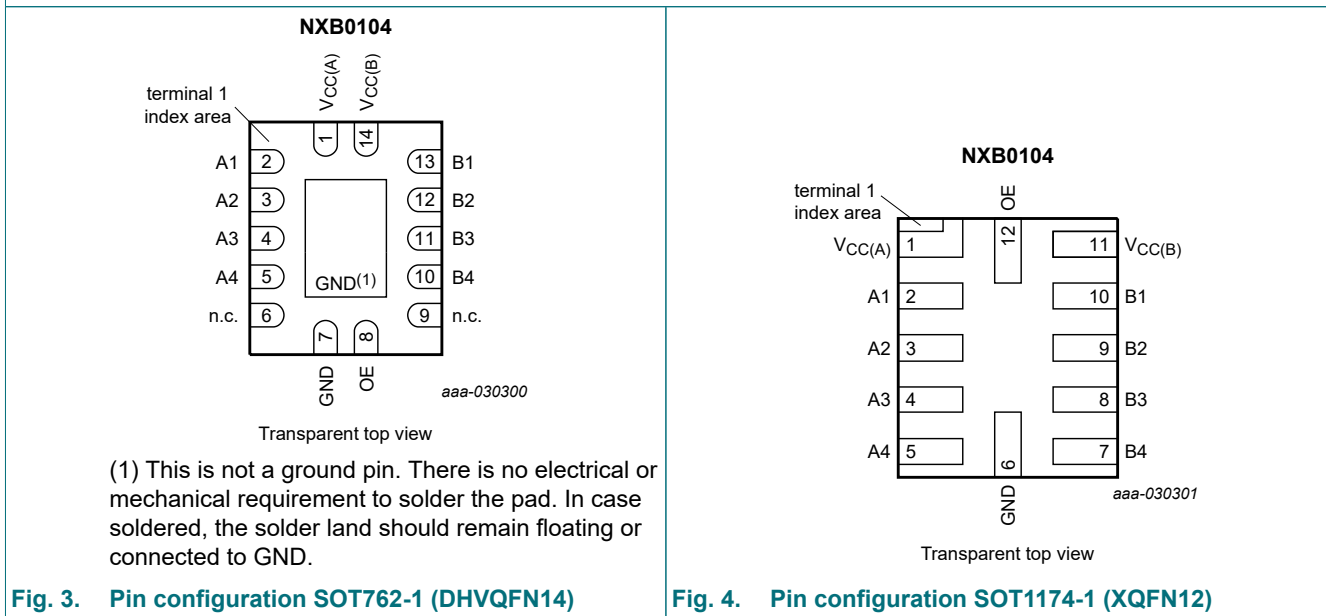 NXB0104
VCC(A)
VCC(B)
terminal 1
index area
1
14
A1 2 13 B1
A2 3 12 B2
A3 4 11 B3
A4 5 GND(1) 10 B4
n.c. 6 9 n.c.
7 8
GND OE
aaa-030300
Transparent top view
(1) This is not a ground pin. There is no electrical or
mechanical requirement to solder the pad. In case
soldered, the solder land should remain floating or
connected to GND.
Fig. 3. Pin configuration SOT762-1 (DHVQFN14)
NXB0104
terminal 1
index area
OE
VCC(A) 1 12 11 VCC(B)
A1 2 10 B1
A2 3 9 B2
A3 4 8 B3
A4 5 6 7 B4
GND
aaa-030301
Transparent top view
Fig. 4. Pin configuration SOT1174-1 (XQFN12)